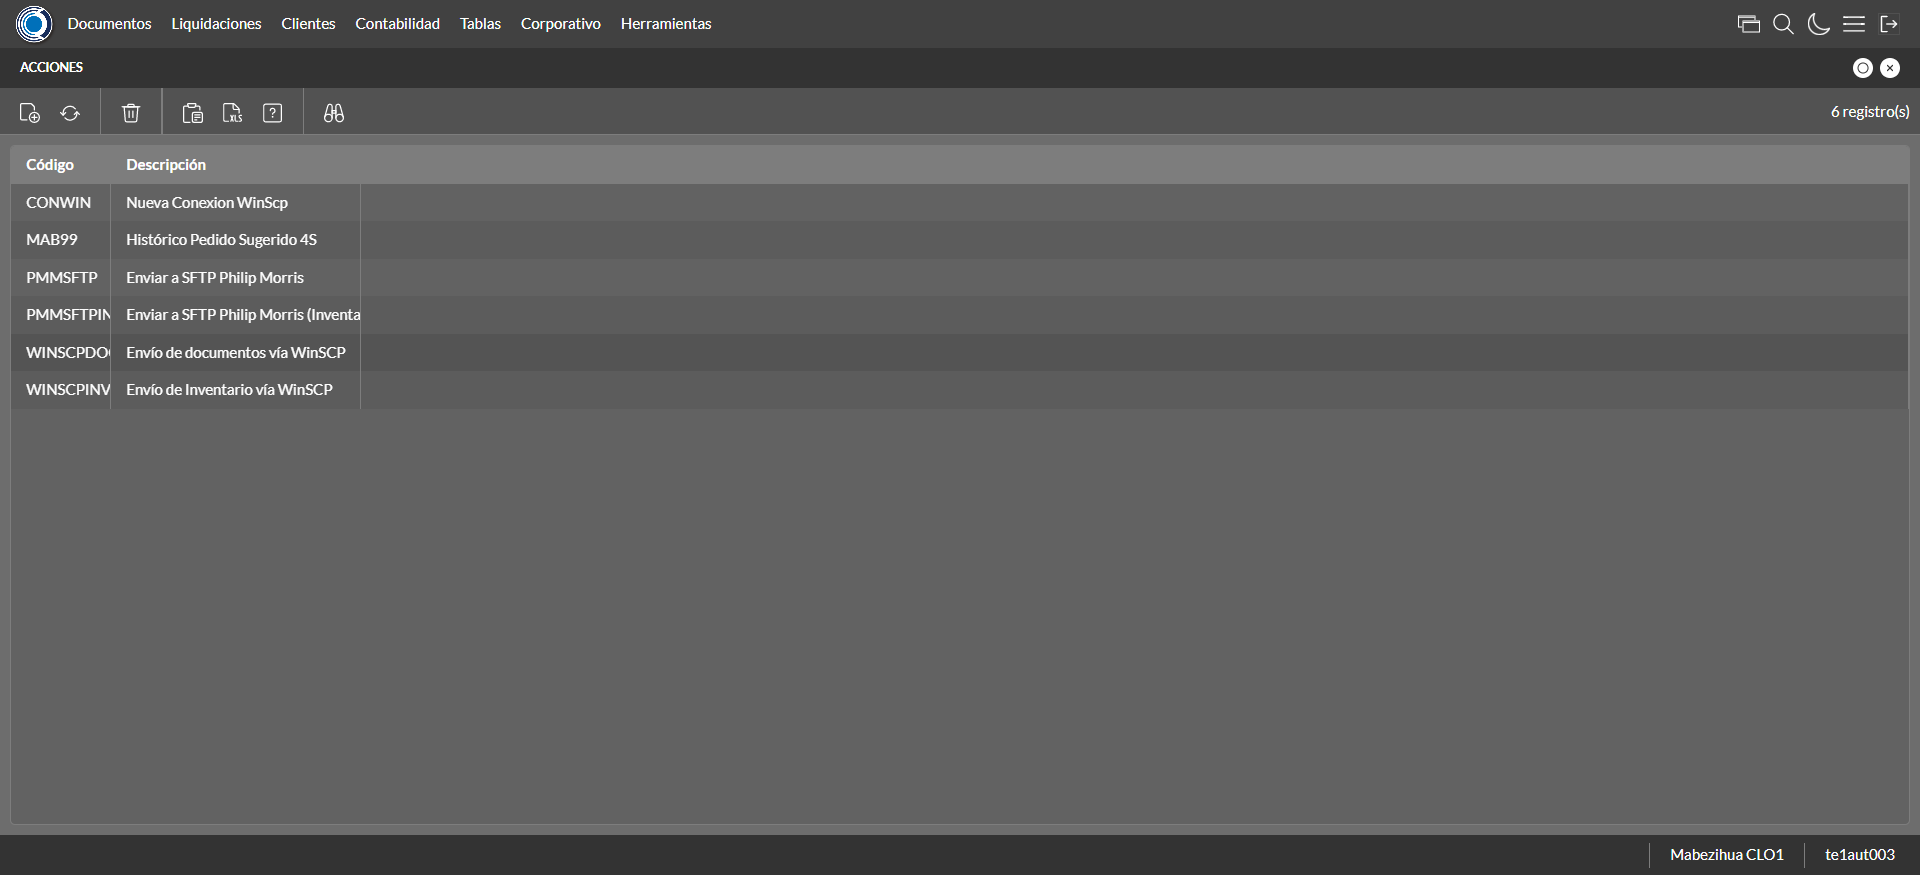 Documentos Liquidaciones Clientes Contabilidad Tablas Corporativo Herramientas
ACCIONES
XLS ? 6 registro(s)
Código Descripción
CONWIN Nueva Conexion WinScp
MAB99 Histórico Pedido Sugerido 4S
PMMSFTP Enviar a SFTP Philip Morris
PMMSFTPIN Enviar a SFTP Philip Morris (Inventa
WINSCPDO Envío de documentos vía WinSCP
WINSCPINV Envío de Inventario vía WinSCP
Mabezihua CLO1 te1aut003